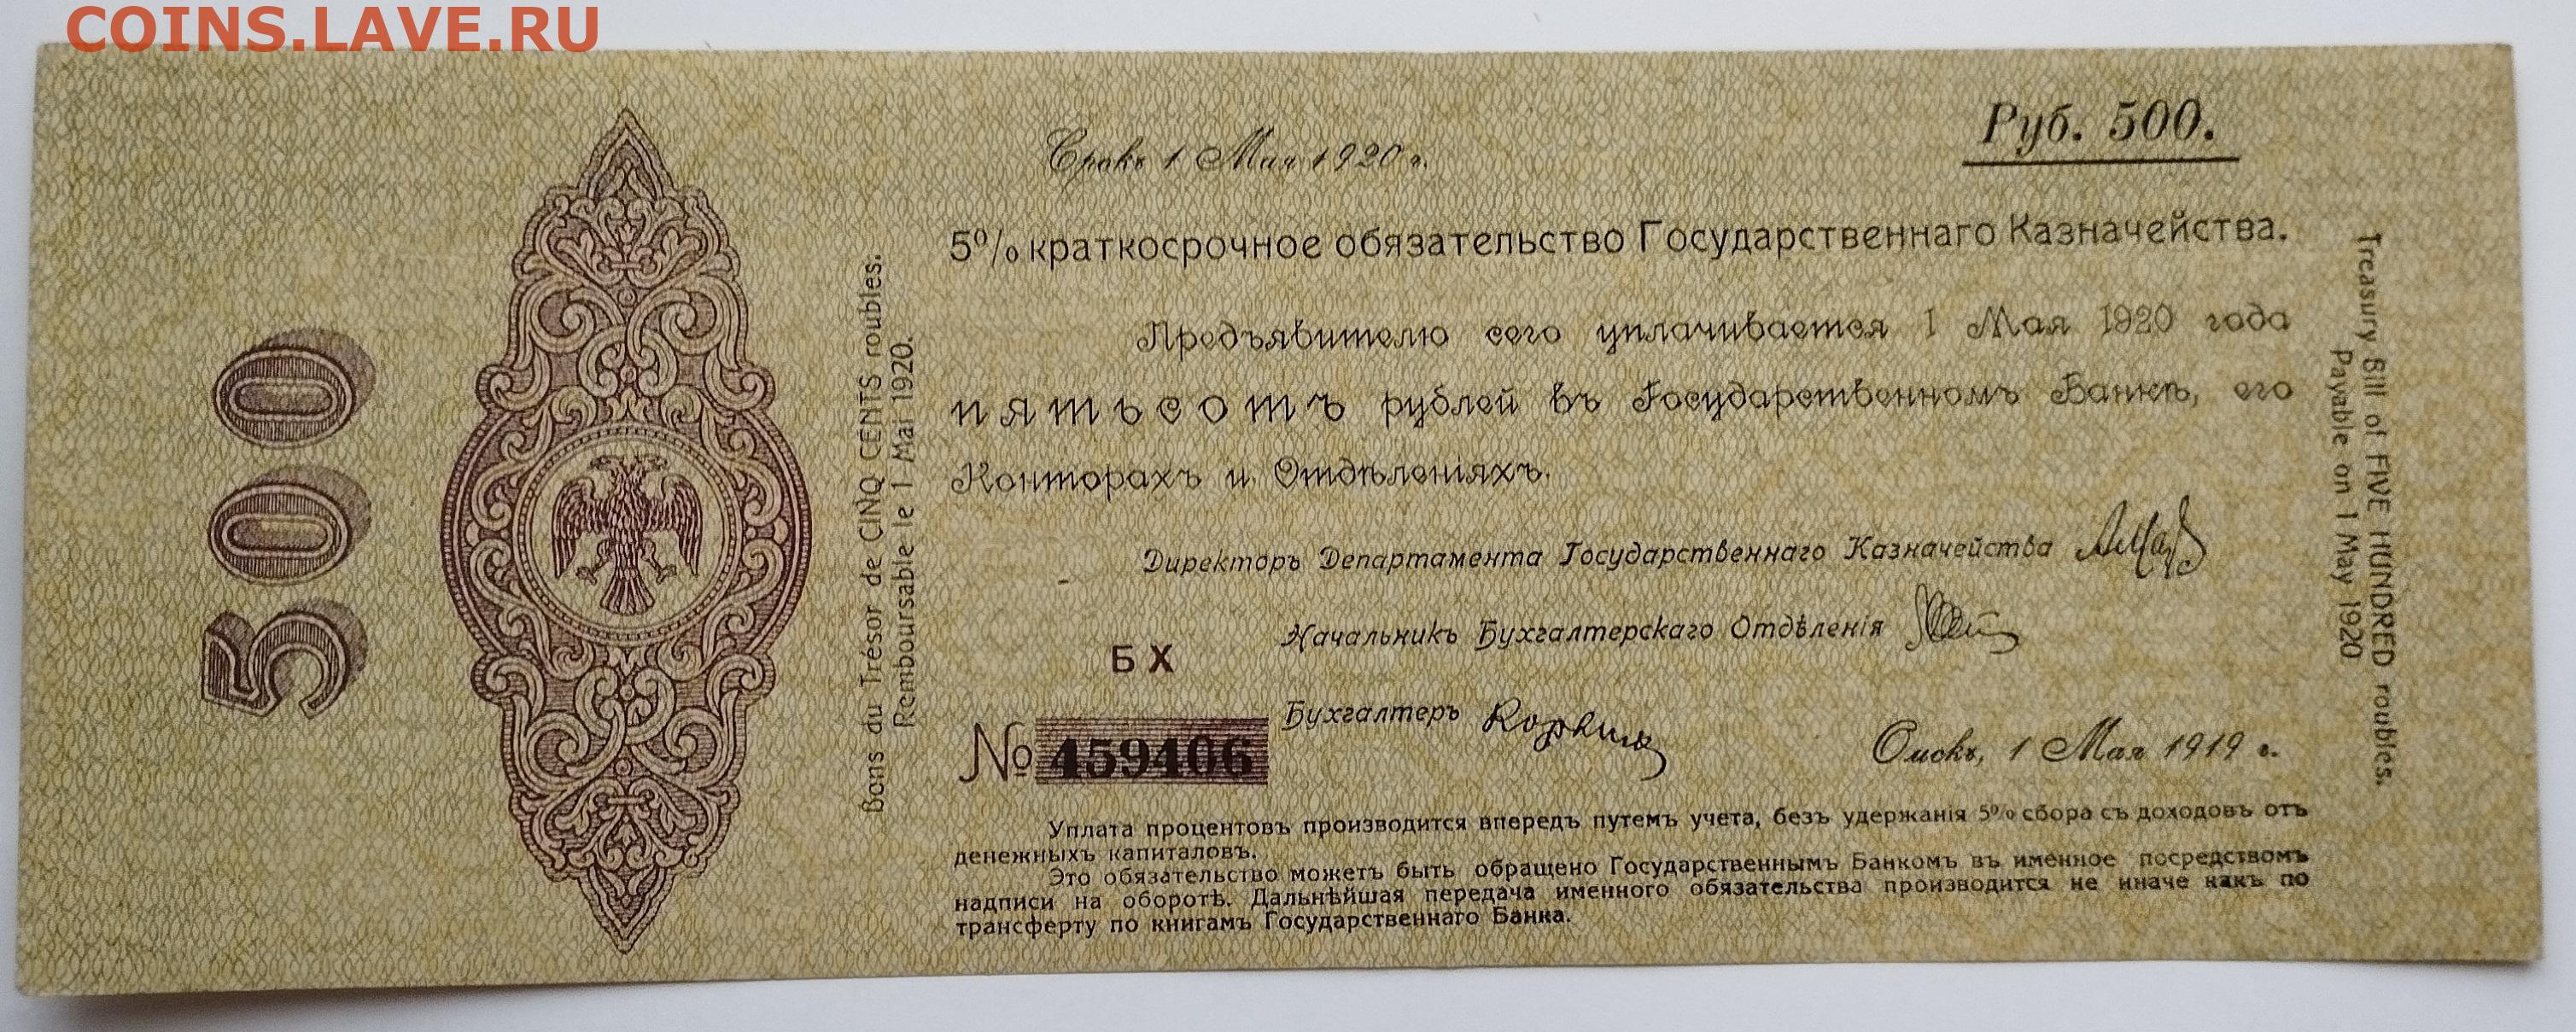 COINS.LAVE.RU
500
Bons du Trésor de CINQ CENTS roubles.
Remboursable le 1 Mai 1920.
Срокъ 1 Мая 1920 г.
Руб. 500.
5% краткосрочное обязательство Государственнаго Казначейства.
Предъявителю сего уплачивается 1 Мая 1920 года
пятьсотъ рублей въ Государственномъ Банкѣ, его
Конторахъ и Отдѣленіяхъ.
Директоръ Департамента Государственнаго Казначейства
Начальникъ Бухгалтерскаго Отдѣленія
БХ
Бухгалтеръ
№ 459406
Омскъ, 1 Мая 1919 г.
Уплата процентовъ производится впередъ путемъ учета, безъ удержанія 5% сбора съ доходовъ отъ
денежныхъ капиталовъ.
Это обязательство можетъ быть обращено Государственнымъ Банкомъ въ именное посредствомъ
надписи на оборотѣ. Дальнѣйшая передача именного обязательства производится не иначе какъ по
трансферту по книгамъ Государственнаго Банка.
Treasury Bill of FIVE HUNDRED roubles.
Payable on 1 May 1920